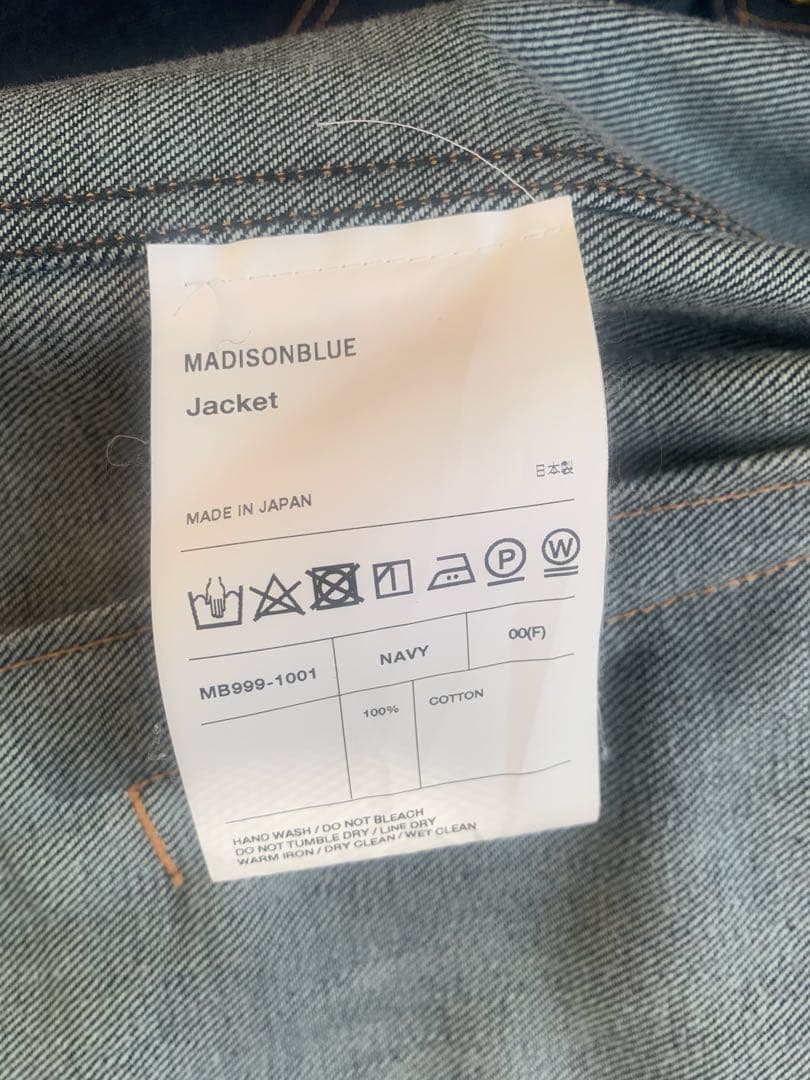 MADISONBLUE
Jacket
日本製
MADE IN JAPAN
P W
MB999-1001 NAVY 00(F)
100% COTTON
HAND WASH / DO NOT BLEACH
DO NOT TUMBLE DRY / LINE DRY
WARM IRON / DRY CLEAN / WET CLEAN